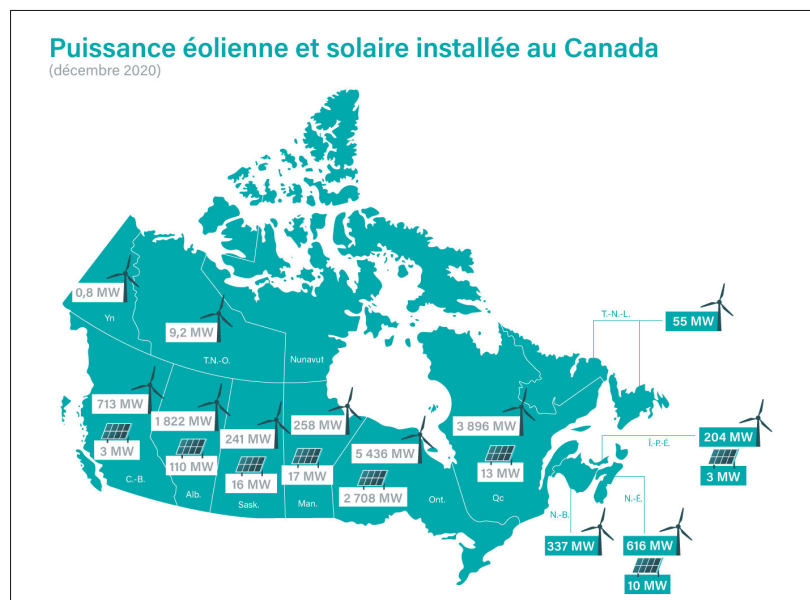 Puissance éolienne et solaire installée au Canada
(décembre 2020)
0,8 MW
Yn
9,2 MW
T.N.-O.
Nunavut
T.-N.-L.
55 MW
713 MW
3 MW
C.-B.
1 822 MW
110 MW
Alb.
241 MW
16 MW
Sask.
258 MW
17 MW
Man.
5 436 MW
2 708 MW
Ont.
3 896 MW
13 MW
Qc
Î.-P.-É.
204 MW
3 MW
N.-B.
337 MW
N.-É.
616 MW
10 MW